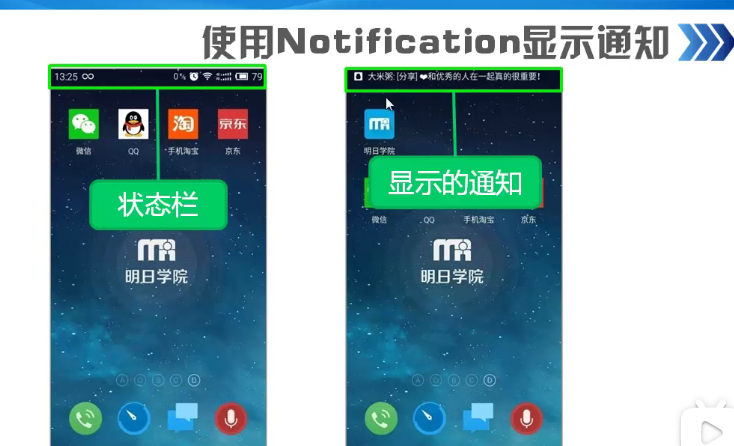 使用Notification显示通知
13:25 0% 79
微信 QQ 手机淘宝 京东
状态栏
明日学院
A B C D
大米粥: [分享] ❤和优秀的人在一起真的很重要!
明日学院
显示的通知
微信 QQ 手机淘宝 京东
明日学院